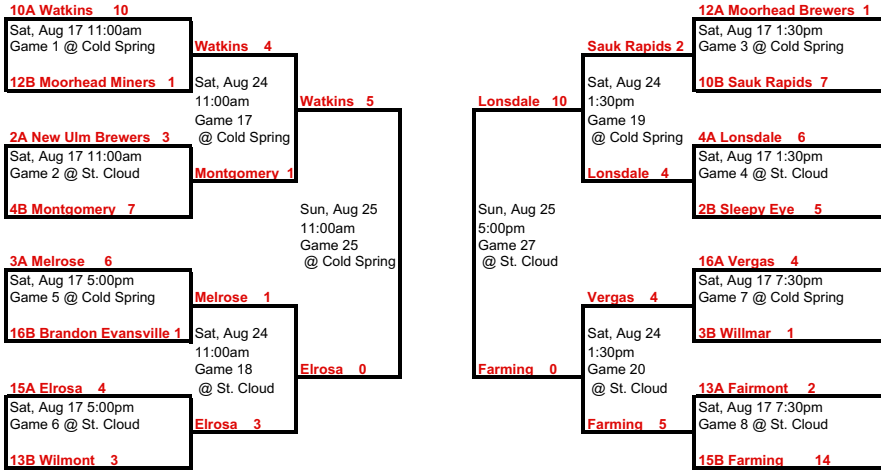 10A Watkins 10
Sat, Aug 17 11:00am
Game 1 @ Cold Spring
12B Moorhead Miners 1
2A New Ulm Brewers 3
Sat, Aug 17 11:00am
Game 2 @ St. Cloud
4B Montgomery 7
3A Melrose 6
Sat, Aug 17 5:00pm
Game 5 @ Cold Spring
16B Brandon Evansville 1
15A Elrosa 4
Sat, Aug 17 5:00pm
Game 6 @ St. Cloud
13B Wilmont 3
Watkins 4
Sat, Aug 24
11:00am
Game 17
@ Cold Spring
Montgomery 1
Melrose 1
Sat, Aug 24
11:00am
Game 18
@ St. Cloud
Elrosa 3
Watkins 5
Sun, Aug 25
11:00am
Game 25
@ Cold Spring
Elrosa 0
Lonsdale 10
Sun, Aug 25
5:00pm
Game 27
@ St. Cloud
Farming 0
Sauk Rapids 2
Sat, Aug 24
1:30pm
Game 19
@ Cold Spring
Lonsdale 4
Vergas 4
Sat, Aug 24
1:30pm
Game 20
@ St. Cloud
Farming 5
12A Moorhead Brewers 1
Sat, Aug 17 1:30pm
Game 3 @ Cold Spring
10B Sauk Rapids 7
4A Lonsdale 6
Sat, Aug 17 1:30pm
Game 4 @ St. Cloud
2B Sleepy Eye 5
16A Vergas 4
Sat, Aug 17 7:30pm
Game 7 @ Cold Spring
3B Willmar 1
13A Fairmont 2
Sat, Aug 17 7:30pm
Game 8 @ St. Cloud
15B Farming 14